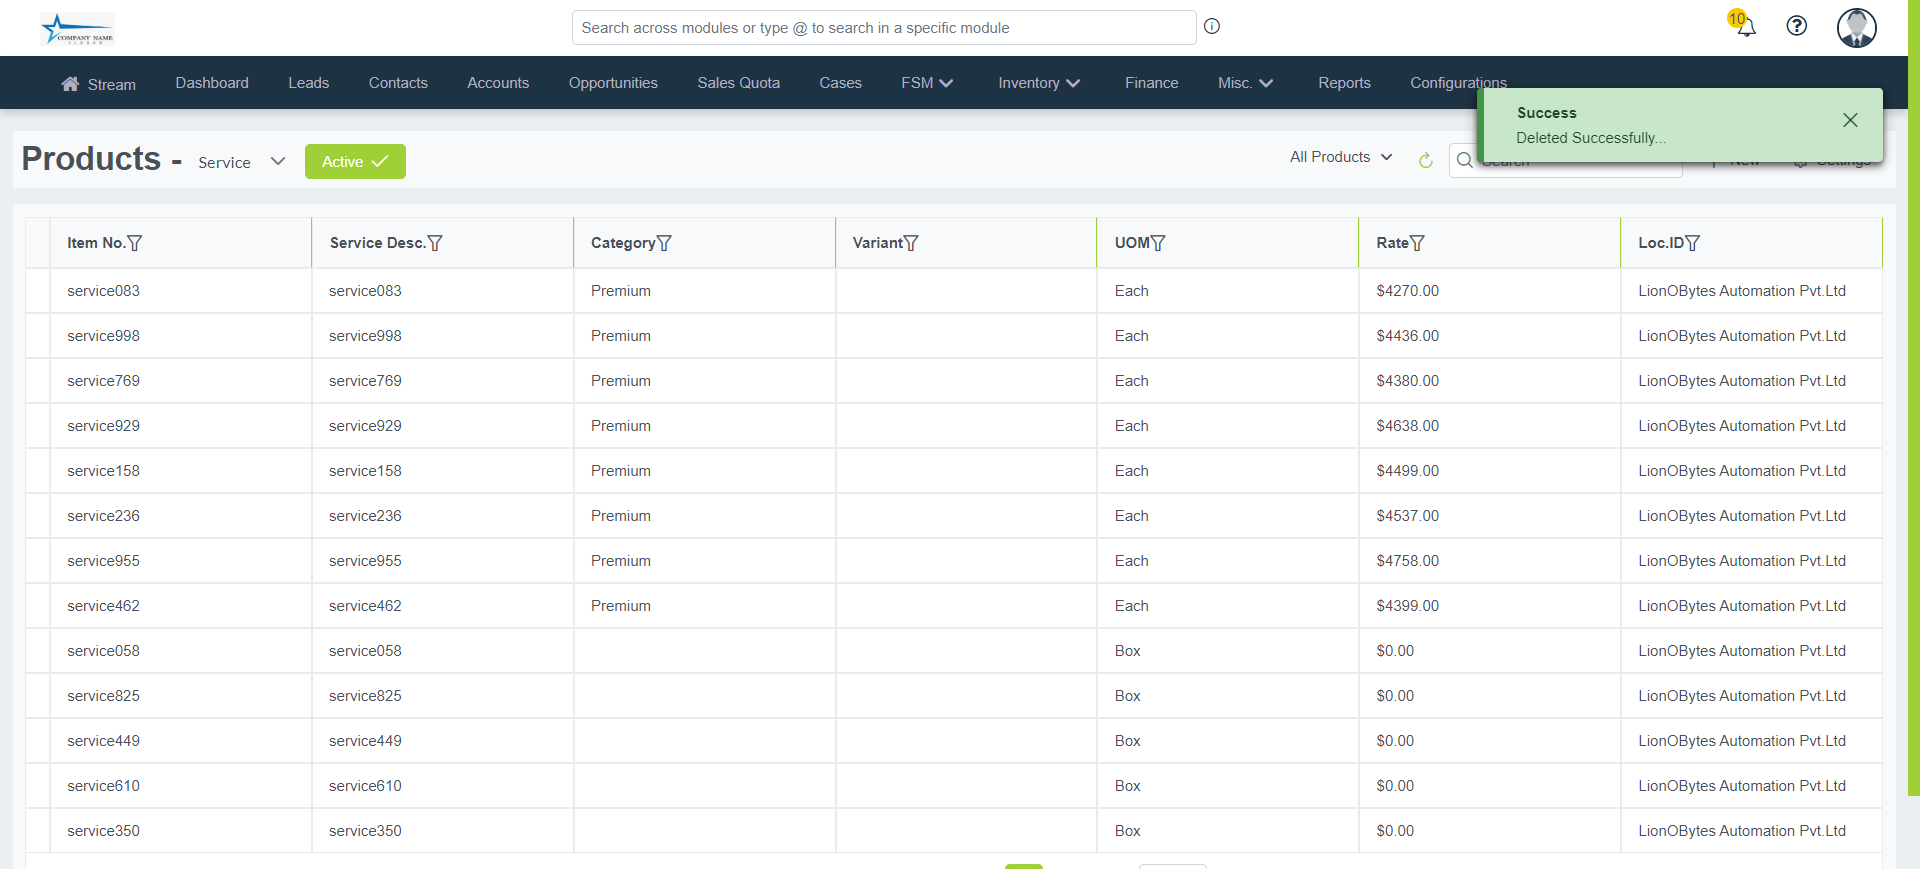 COMPANY NAME
Search across modules or type @ to search in a specific module
10
Stream Dashboard Leads Contacts Accounts Opportunities Sales Quota Cases FSM Inventory Finance Misc. Reports Configurations
Success
Deleted Successfully...
Products - Service Active All Products Search New Settings
Item No. Service Desc. Category Variant UOM Rate Loc.ID
service083 service083 Premium Each $4270.00 LionOBytes Automation Pvt.Ltd
service998 service998 Premium Each $4436.00 LionOBytes Automation Pvt.Ltd
service769 service769 Premium Each $4380.00 LionOBytes Automation Pvt.Ltd
service929 service929 Premium Each $4638.00 LionOBytes Automation Pvt.Ltd
service158 service158 Premium Each $4499.00 LionOBytes Automation Pvt.Ltd
service236 service236 Premium Each $4537.00 LionOBytes Automation Pvt.Ltd
service955 service955 Premium Each $4758.00 LionOBytes Automation Pvt.Ltd
service462 service462 Premium Each $4399.00 LionOBytes Automation Pvt.Ltd
service058 service058 Box $0.00 LionOBytes Automation Pvt.Ltd
service825 service825 Box $0.00 LionOBytes Automation Pvt.Ltd
service449 service449 Box $0.00 LionOBytes Automation Pvt.Ltd
service610 service610 Box $0.00 LionOBytes Automation Pvt.Ltd
service350 service350 Box $0.00 LionOBytes Automation Pvt.Ltd